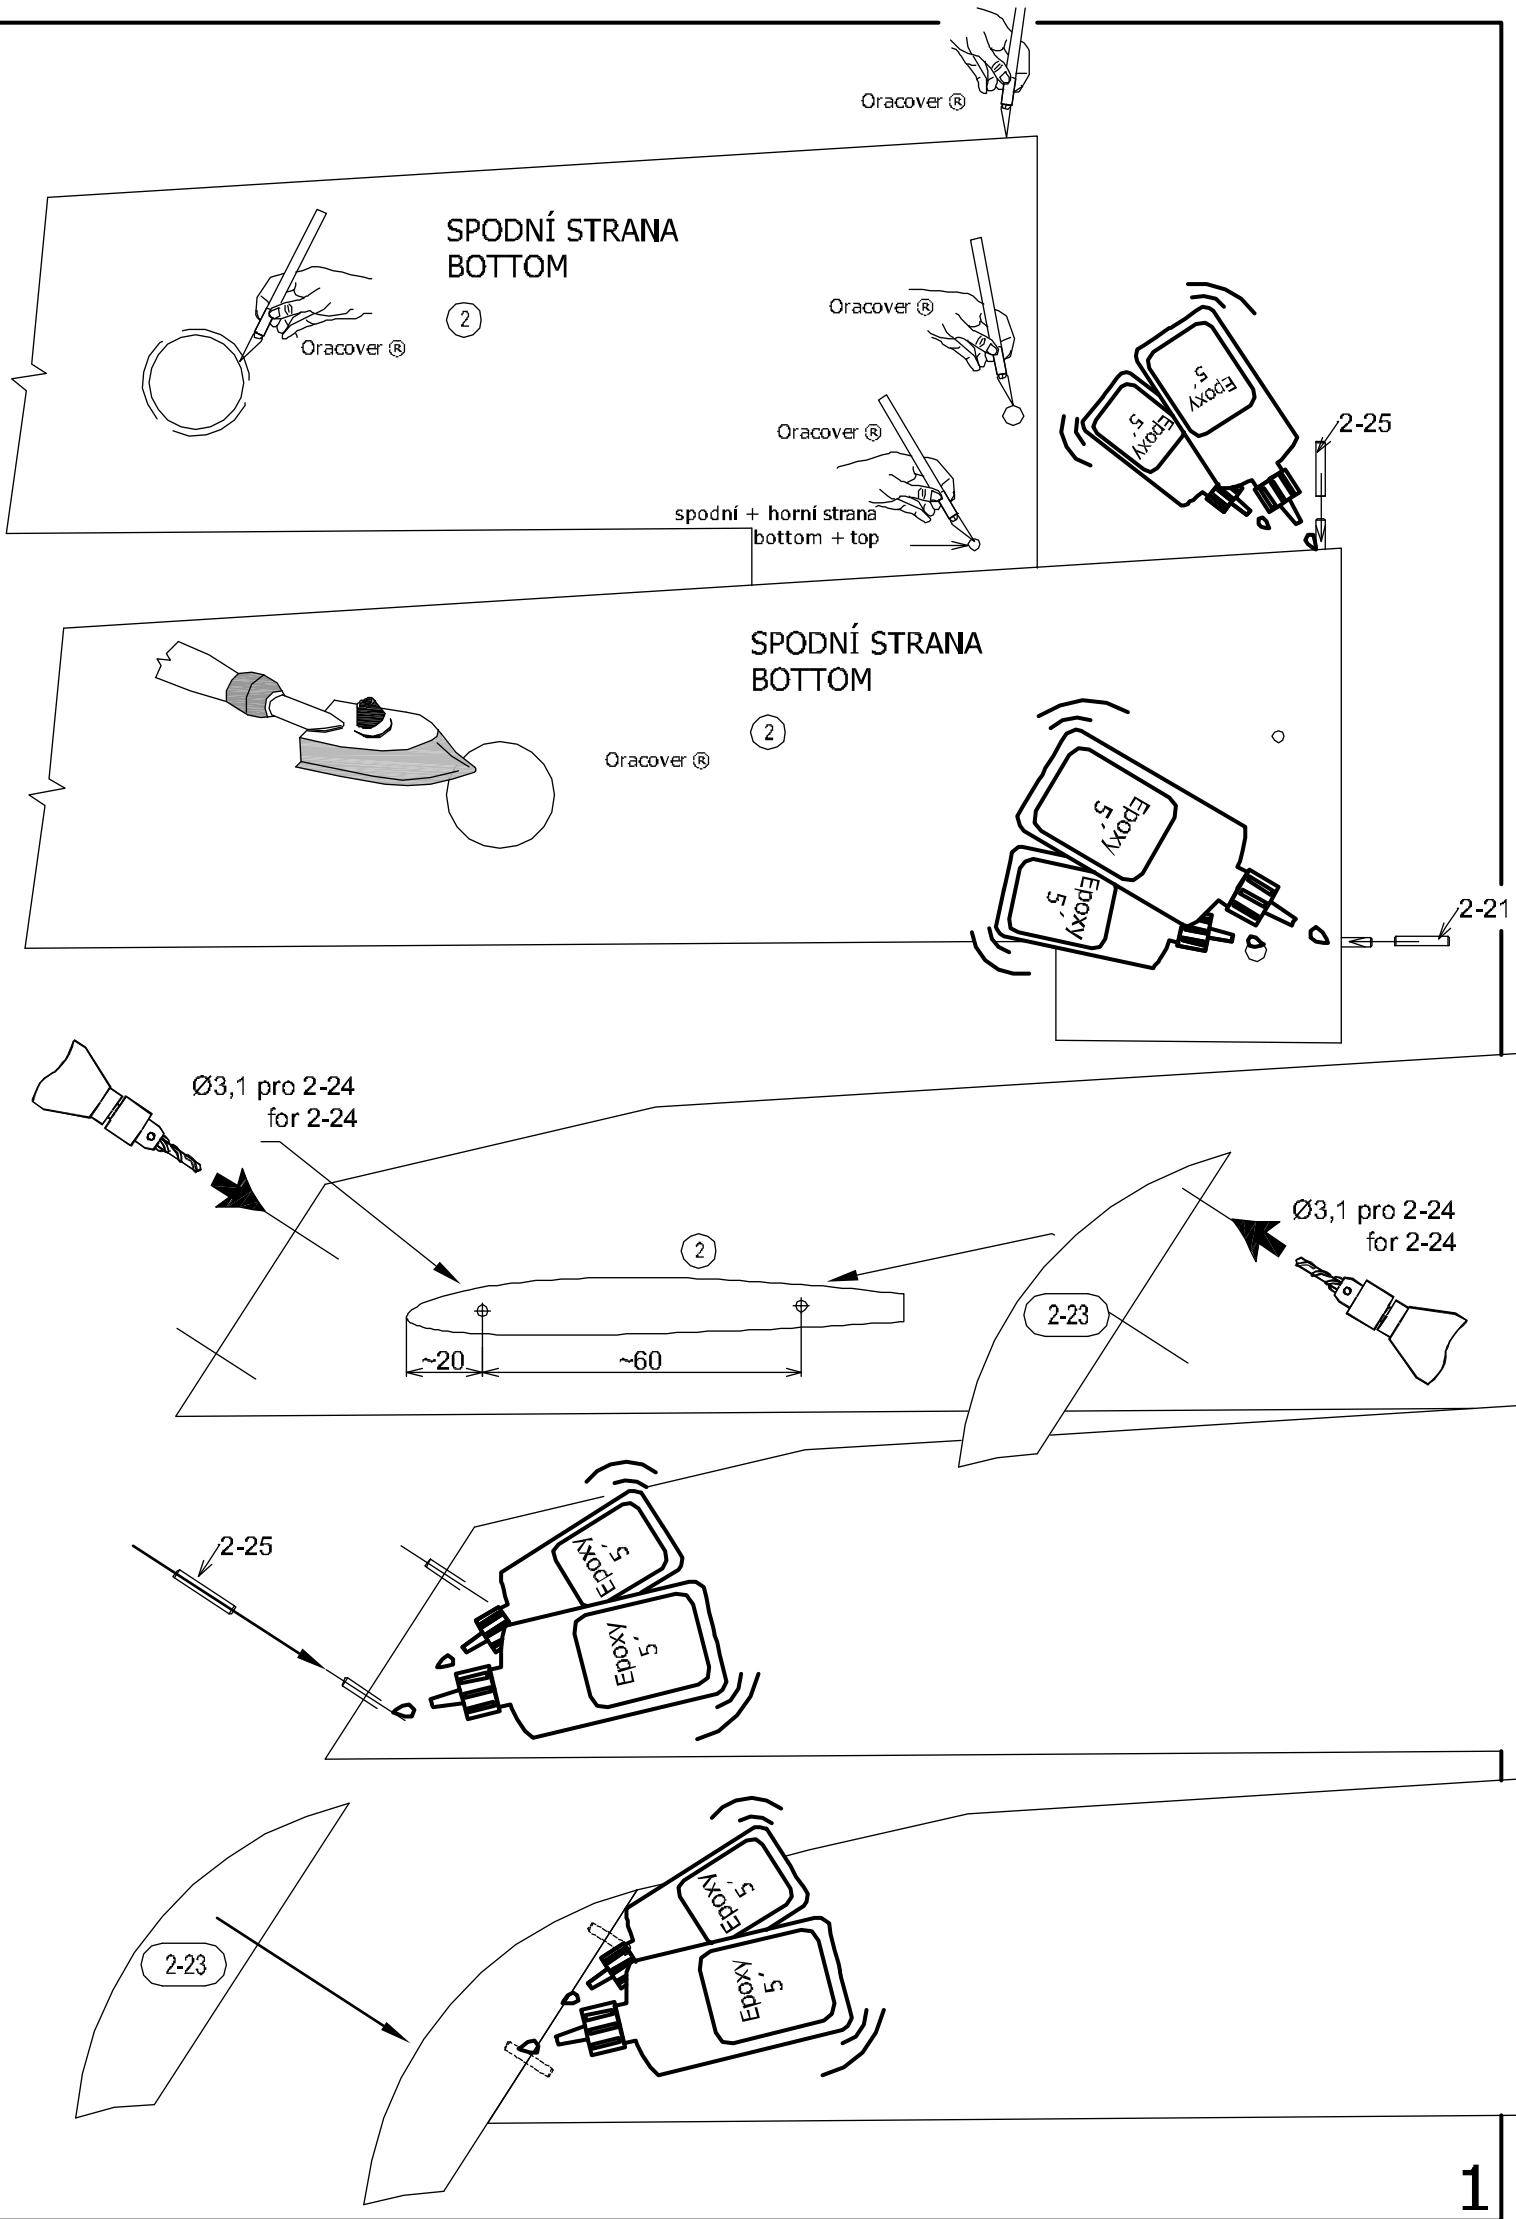 Oracover ®
SPODNÍ STRANA
BOTTOM
2
Oracover ®
Oracover ®
Oracover ®
spodní + horní strana
bottom + top
Epoxy
5´
Epoxy
5´
2-25
SPODNÍ STRANA
BOTTOM
2
Oracover ®
Epoxy
5´
Epoxy
5´
2-21
Ø3,1 pro 2-24
for 2-24
2
~20
~60
2-23
Ø3,1 pro 2-24
for 2-24
2-25
Epoxy
5´
Epoxy
5´
2-23
Epoxy
5´
Epoxy
5´
1